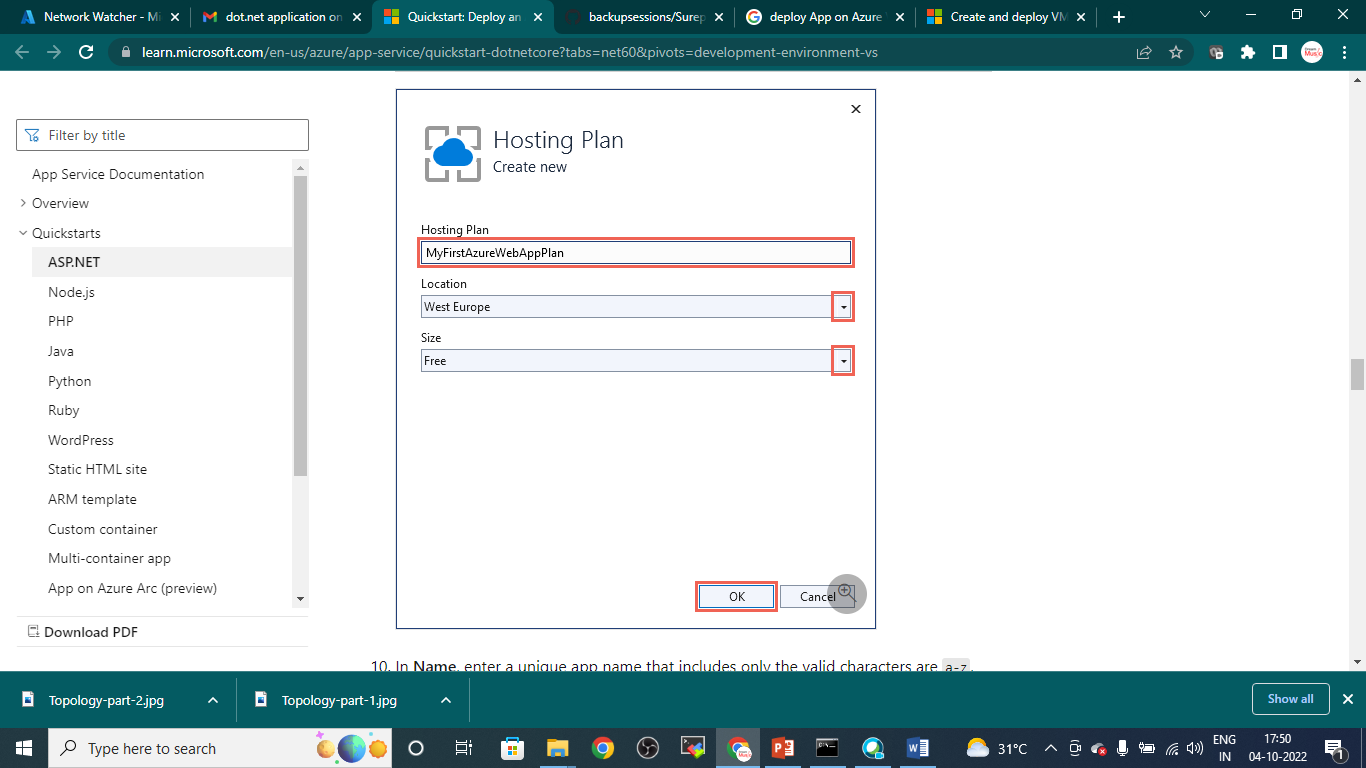 Network Watcher - Mi
dot.net application on
Quickstart: Deploy an
backupsessions/Surep
deploy App on Azure
Create and deploy VM
learn.microsoft.com/en-us/azure/app-service/quickstart-dotnetcore?tabs=net60&pivots=development-environment-vs
Filter by title
App Service Documentation
Overview
Quickstarts
ASP.NET
Node.js
PHP
Java
Python
Ruby
WordPress
Static HTML site
ARM template
Custom container
Multi-container app
App on Azure Arc (preview)
Download PDF
Hosting Plan
Create new
Hosting Plan
MyFirstAzureWebAppPlan
Location
West Europe
Size
Free
OK
Cancel
10. In Name, enter a unique app name that includes only the valid characters are a-z,
Topology-part-2.jpg
Topology-part-1.jpg
Show all
Type here to search
31°C
ENG
IN
17:50
04-10-2022
1